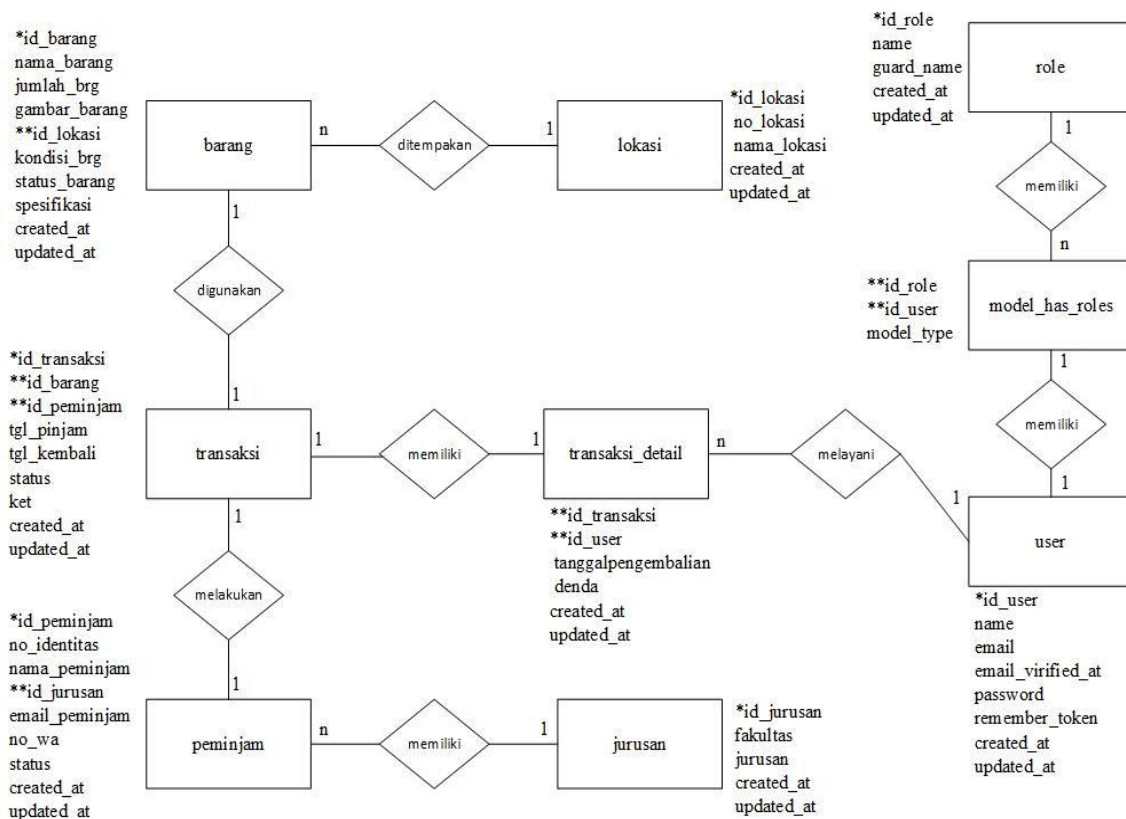 *id_barang
nama_barang
jumlah_brg
gambar_barang
**id_lokasi
kondisi_brg
status_barang
spesifikasi
created_at
updated_at
barang
n
ditempakan
1
lokasi
*id_lokasi
no_lokasi
nama_lokasi
created_at
updated_at
*id_role
name
guard_name
created_at
updated_at
role
1
memiliki
n
**id_role
**id_user
model_type
model_has_roles
1
memiliki
1
1
digunakan
1
*id_transaksi
**id_barang
**id_peminjam
tgl_pinjam
tgl_kembali
status
ket
created_at
updated_at
transaksi
1
memiliki
1
transaksi_detail
n
melayani
1
user
**id_transaksi
**id_user
tanggalpengembalian
denda
created_at
updated_at
*id_user
name
email
email_virified_at
password
remember_token
created_at
updated_at
1
melakukan
1
*id_peminjam
no_identitas
nama_peminjam
**id_jurusan
email_peminjam
no_wa
status
created_at
updated_at
peminjam
n
memiliki
1
jurusan
*id_jurusan
fakultas
jurusan
created_at
updated_at